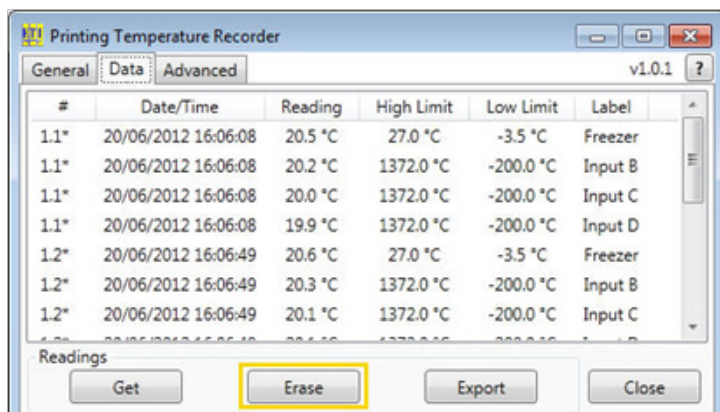 ETI Printing Temperature Recorder
General Data Advanced v1.0.1 ?
# Date/Time Reading High Limit Low Limit Label
1.1* 20/06/2012 16:06:08 20.5 °C 27.0 °C -3.5 °C Freezer
1.1* 20/06/2012 16:06:08 20.2 °C 1372.0 °C -200.0 °C Input B
1.1* 20/06/2012 16:06:08 20.0 °C 1372.0 °C -200.0 °C Input C
1.1* 20/06/2012 16:06:08 19.9 °C 1372.0 °C -200.0 °C Input D
1.2* 20/06/2012 16:06:49 20.6 °C 27.0 °C -3.5 °C Freezer
1.2* 20/06/2012 16:06:49 20.3 °C 1372.0 °C -200.0 °C Input B
1.2* 20/06/2012 16:06:49 20.1 °C 1372.0 °C -200.0 °C Input C
Readings
Get Erase Export Close